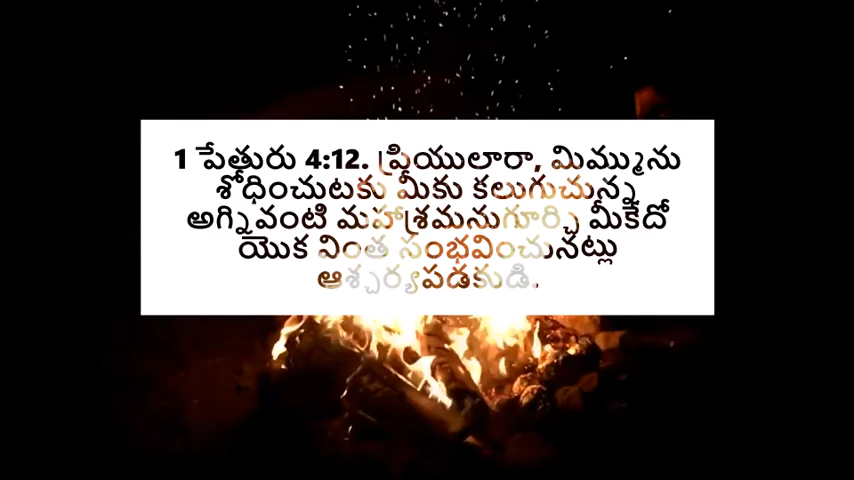 1 పేతురు 4:12. ప్రియులారా, మిమ్మును
శోధించుటకు మీకు కలుగుచున్న
అగ్నివంటి మహాశ్రమనుగూర్చి మీకేదో
యొక వింత సంభవించునట్లు
ఆశ్చర్యపడకుడి.